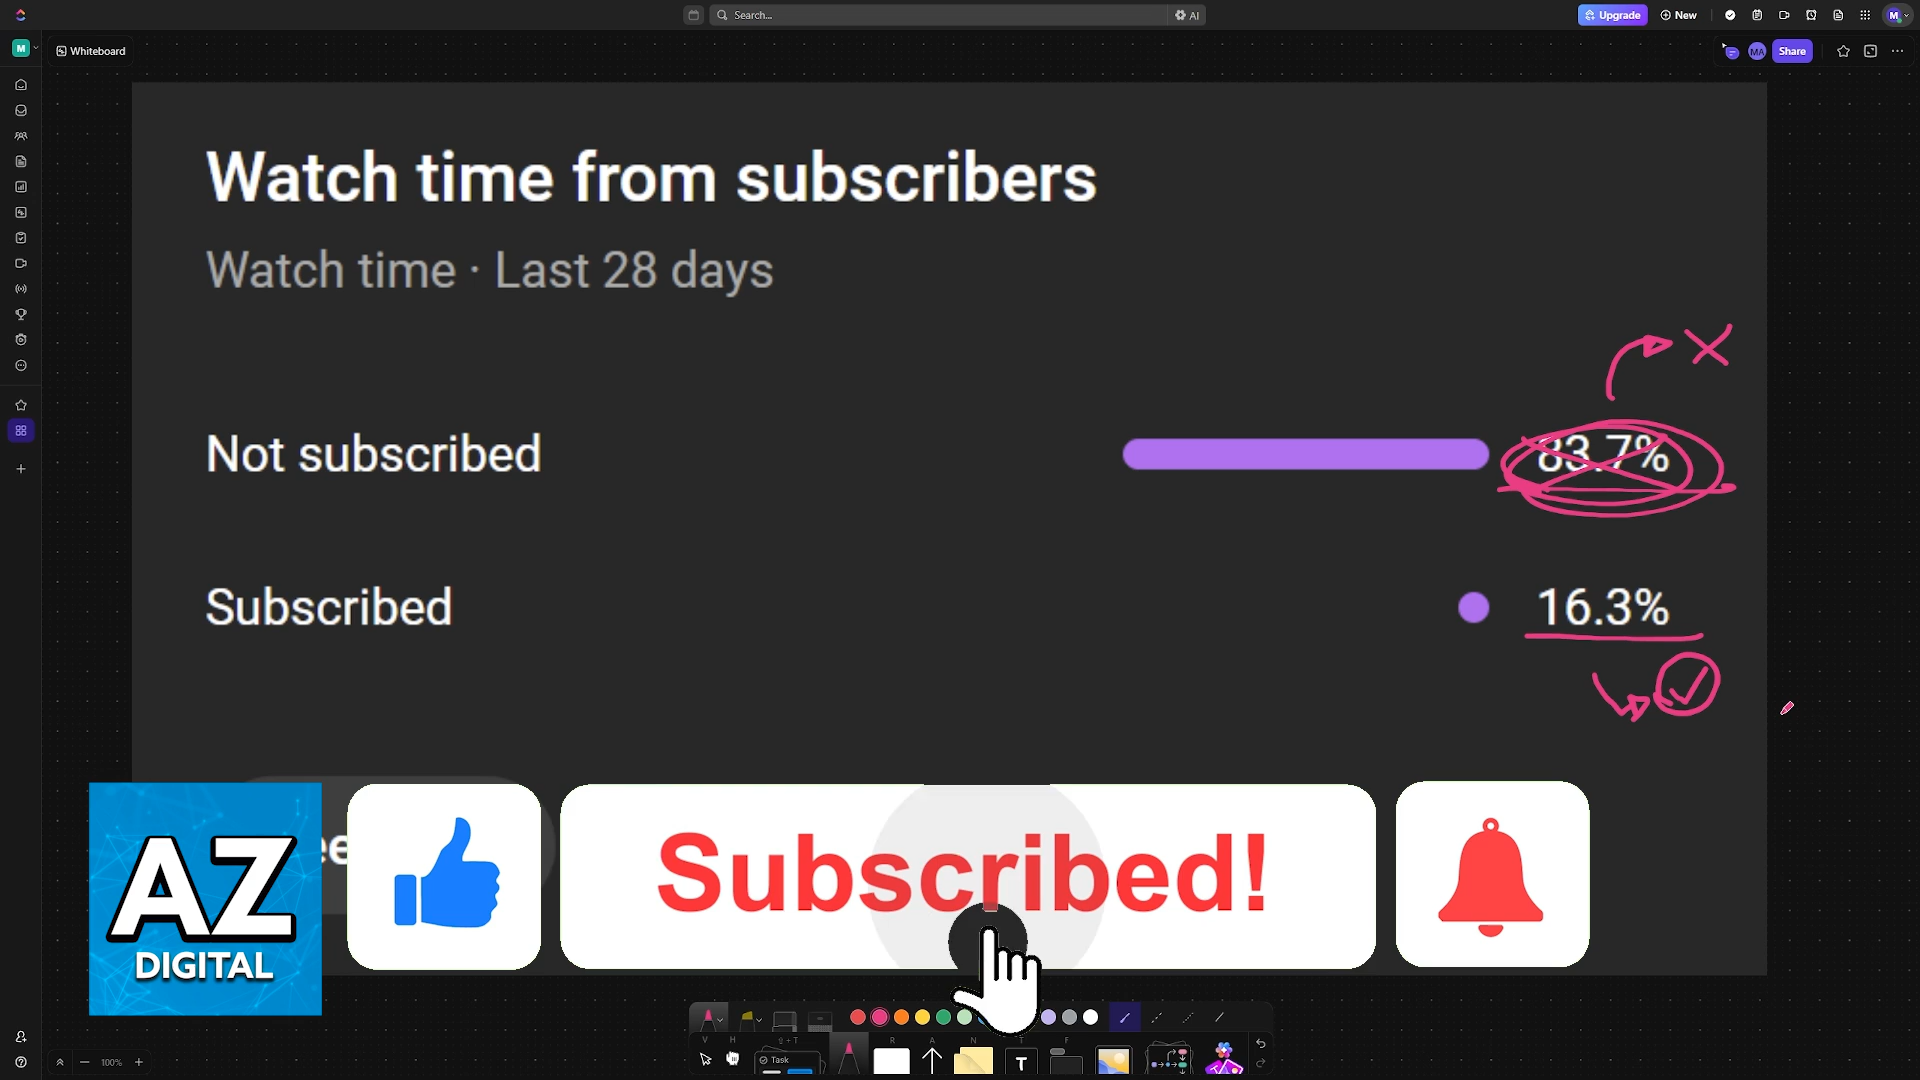 Search...
AI
Upgrade
New
M
M
Whiteboard
MA
Share
Watch time from subscribers
Watch time · Last 28 days
Not subscribed
83.7%
Subscribed
16.3%
AZ
DIGITAL
Subscribed!
V
H
⇧+T
R
A
N
T
F
100%
Task
T